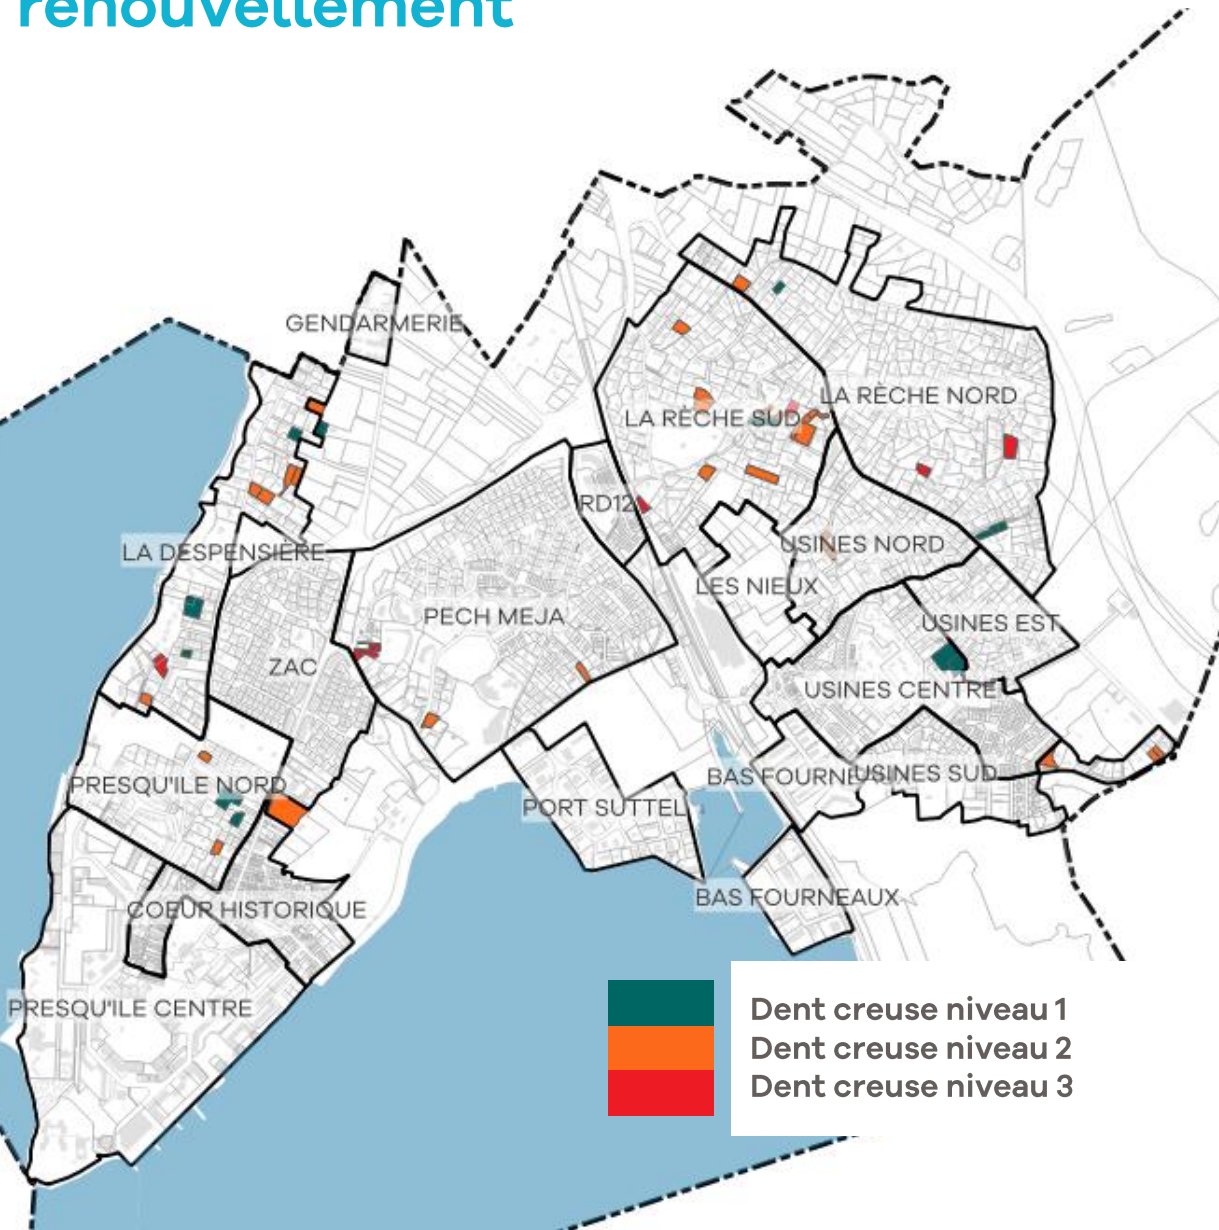 renouvellement
GENDARMERIE
LA RÈCHE NORD
LA RÈCHE SUD
RD12
USINES NORD
LA DESPENSIÈRE
LES NIEUX
PECH MEJA
USINES EST
ZAC
USINES CENTRE
BAS FOURNE
USINES SUD
PRESQU'ILE NORD
PORT SUTTEL
BAS FOURNEAUX
COEUR HISTORIQUE
PRESQU'ILE CENTRE
Dent creuse niveau 1
Dent creuse niveau 2
Dent creuse niveau 3